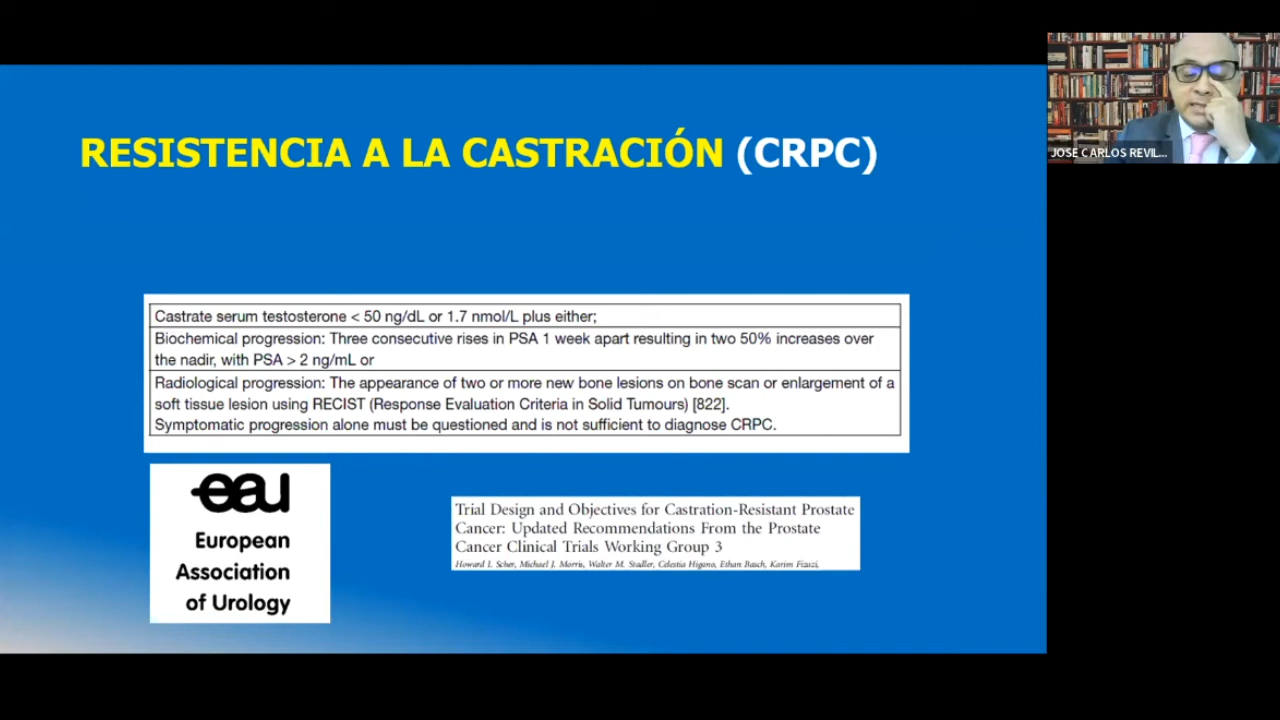 RESISTENCIA A LA CASTRACIÓN (CRPC)
JOSE CARLOS REVIL...
Castrate serum testosterone < 50 ng/dL or 1.7 nmol/L plus either;
Biochemical progression: Three consecutive rises in PSA 1 week apart resulting in two 50% increases over
the nadir, with PSA > 2 ng/mL or
Radiological progression: The appearance of two or more new bone lesions on bone scan or enlargement of a
soft tissue lesion using RECIST (Response Evaluation Criteria in Solid Tumours) [822].
Symptomatic progression alone must be questioned and is not sufficient to diagnose CRPC.
eau
European
Association
of Urology
Trial Design and Objectives for Castration-Resistant Prostate
Cancer: Updated Recommendations From the Prostate
Cancer Clinical Trials Working Group 3
Howard I. Scher, Michael J. Morris, Walter M. Stadler, Celestia Higano, Ethan Basch, Karim Fizazi,